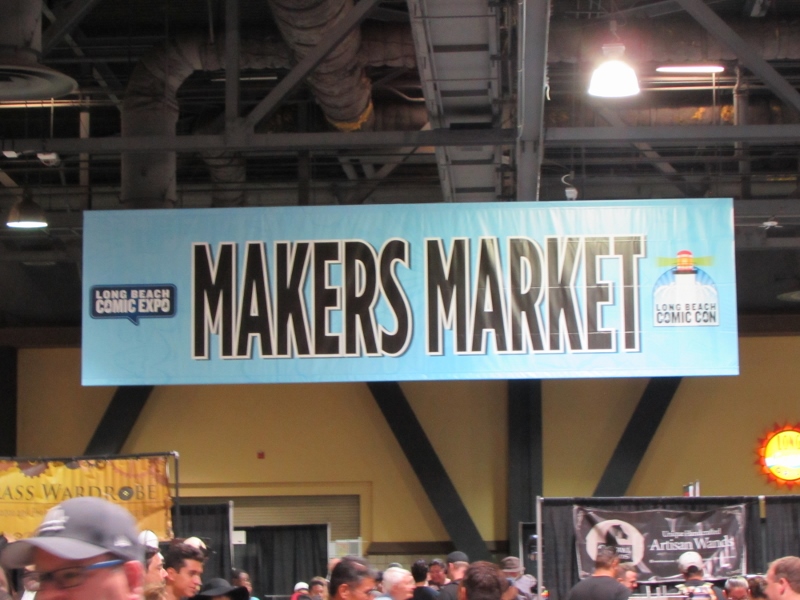 LONG BEACH
COMIC EXPO
MAKERS MARKET
LONG BEACH
COMIC CON
ASS WARDROBE
Artisan Wands